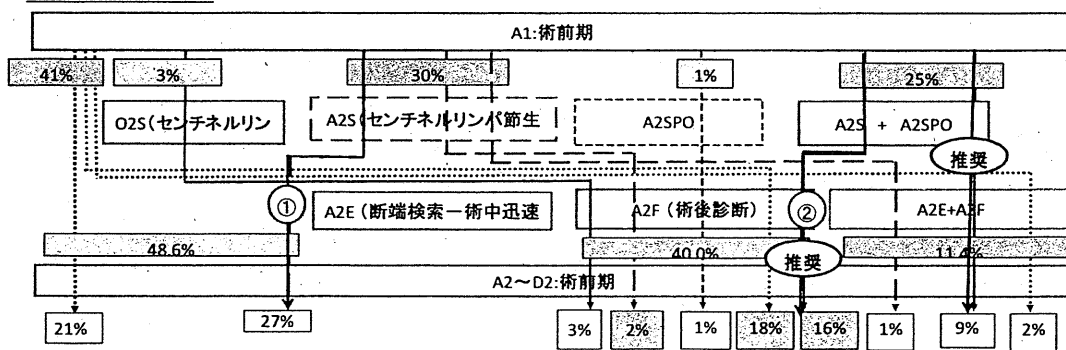 A1:術前期
41% 3% 30% 1% 25%
O2S(センチネルリン A2S(センチネルリンパ節生 A2SPO A2S + A2SPO
推奨
① A2E(断端検索ー術中迅速 A2F(術後診断) ② A2E+A2F
48.6% 40.0% 推奨 11.4%
A2～D2:術前期
21% 27% 3% 2% 1% 18% 16% 1% 9% 2%